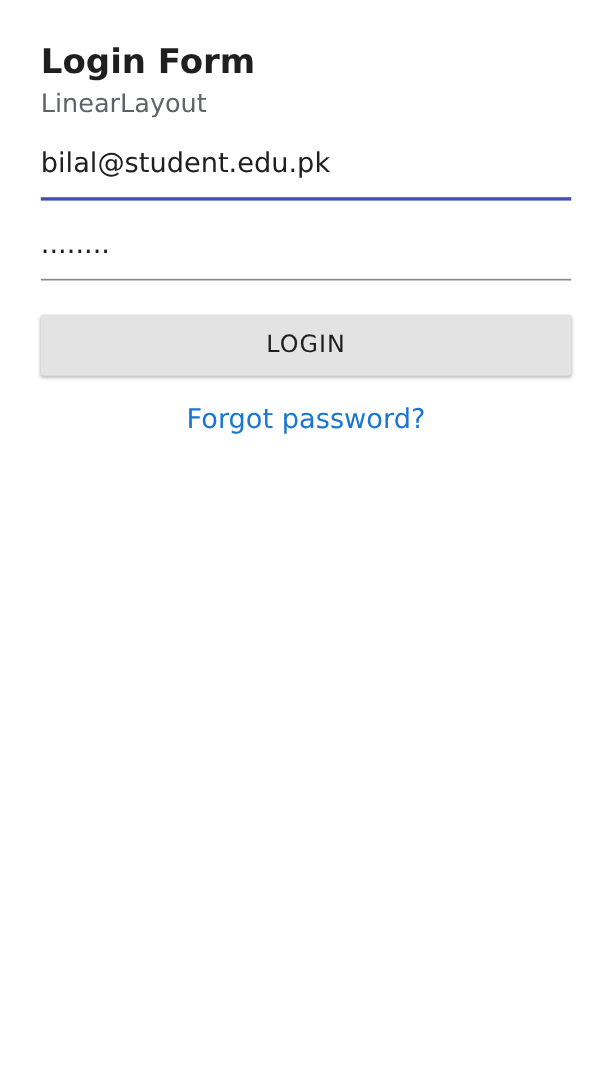 Login Form
LinearLayout
bilal@student.edu.pk
........
LOGIN
Forgot password?